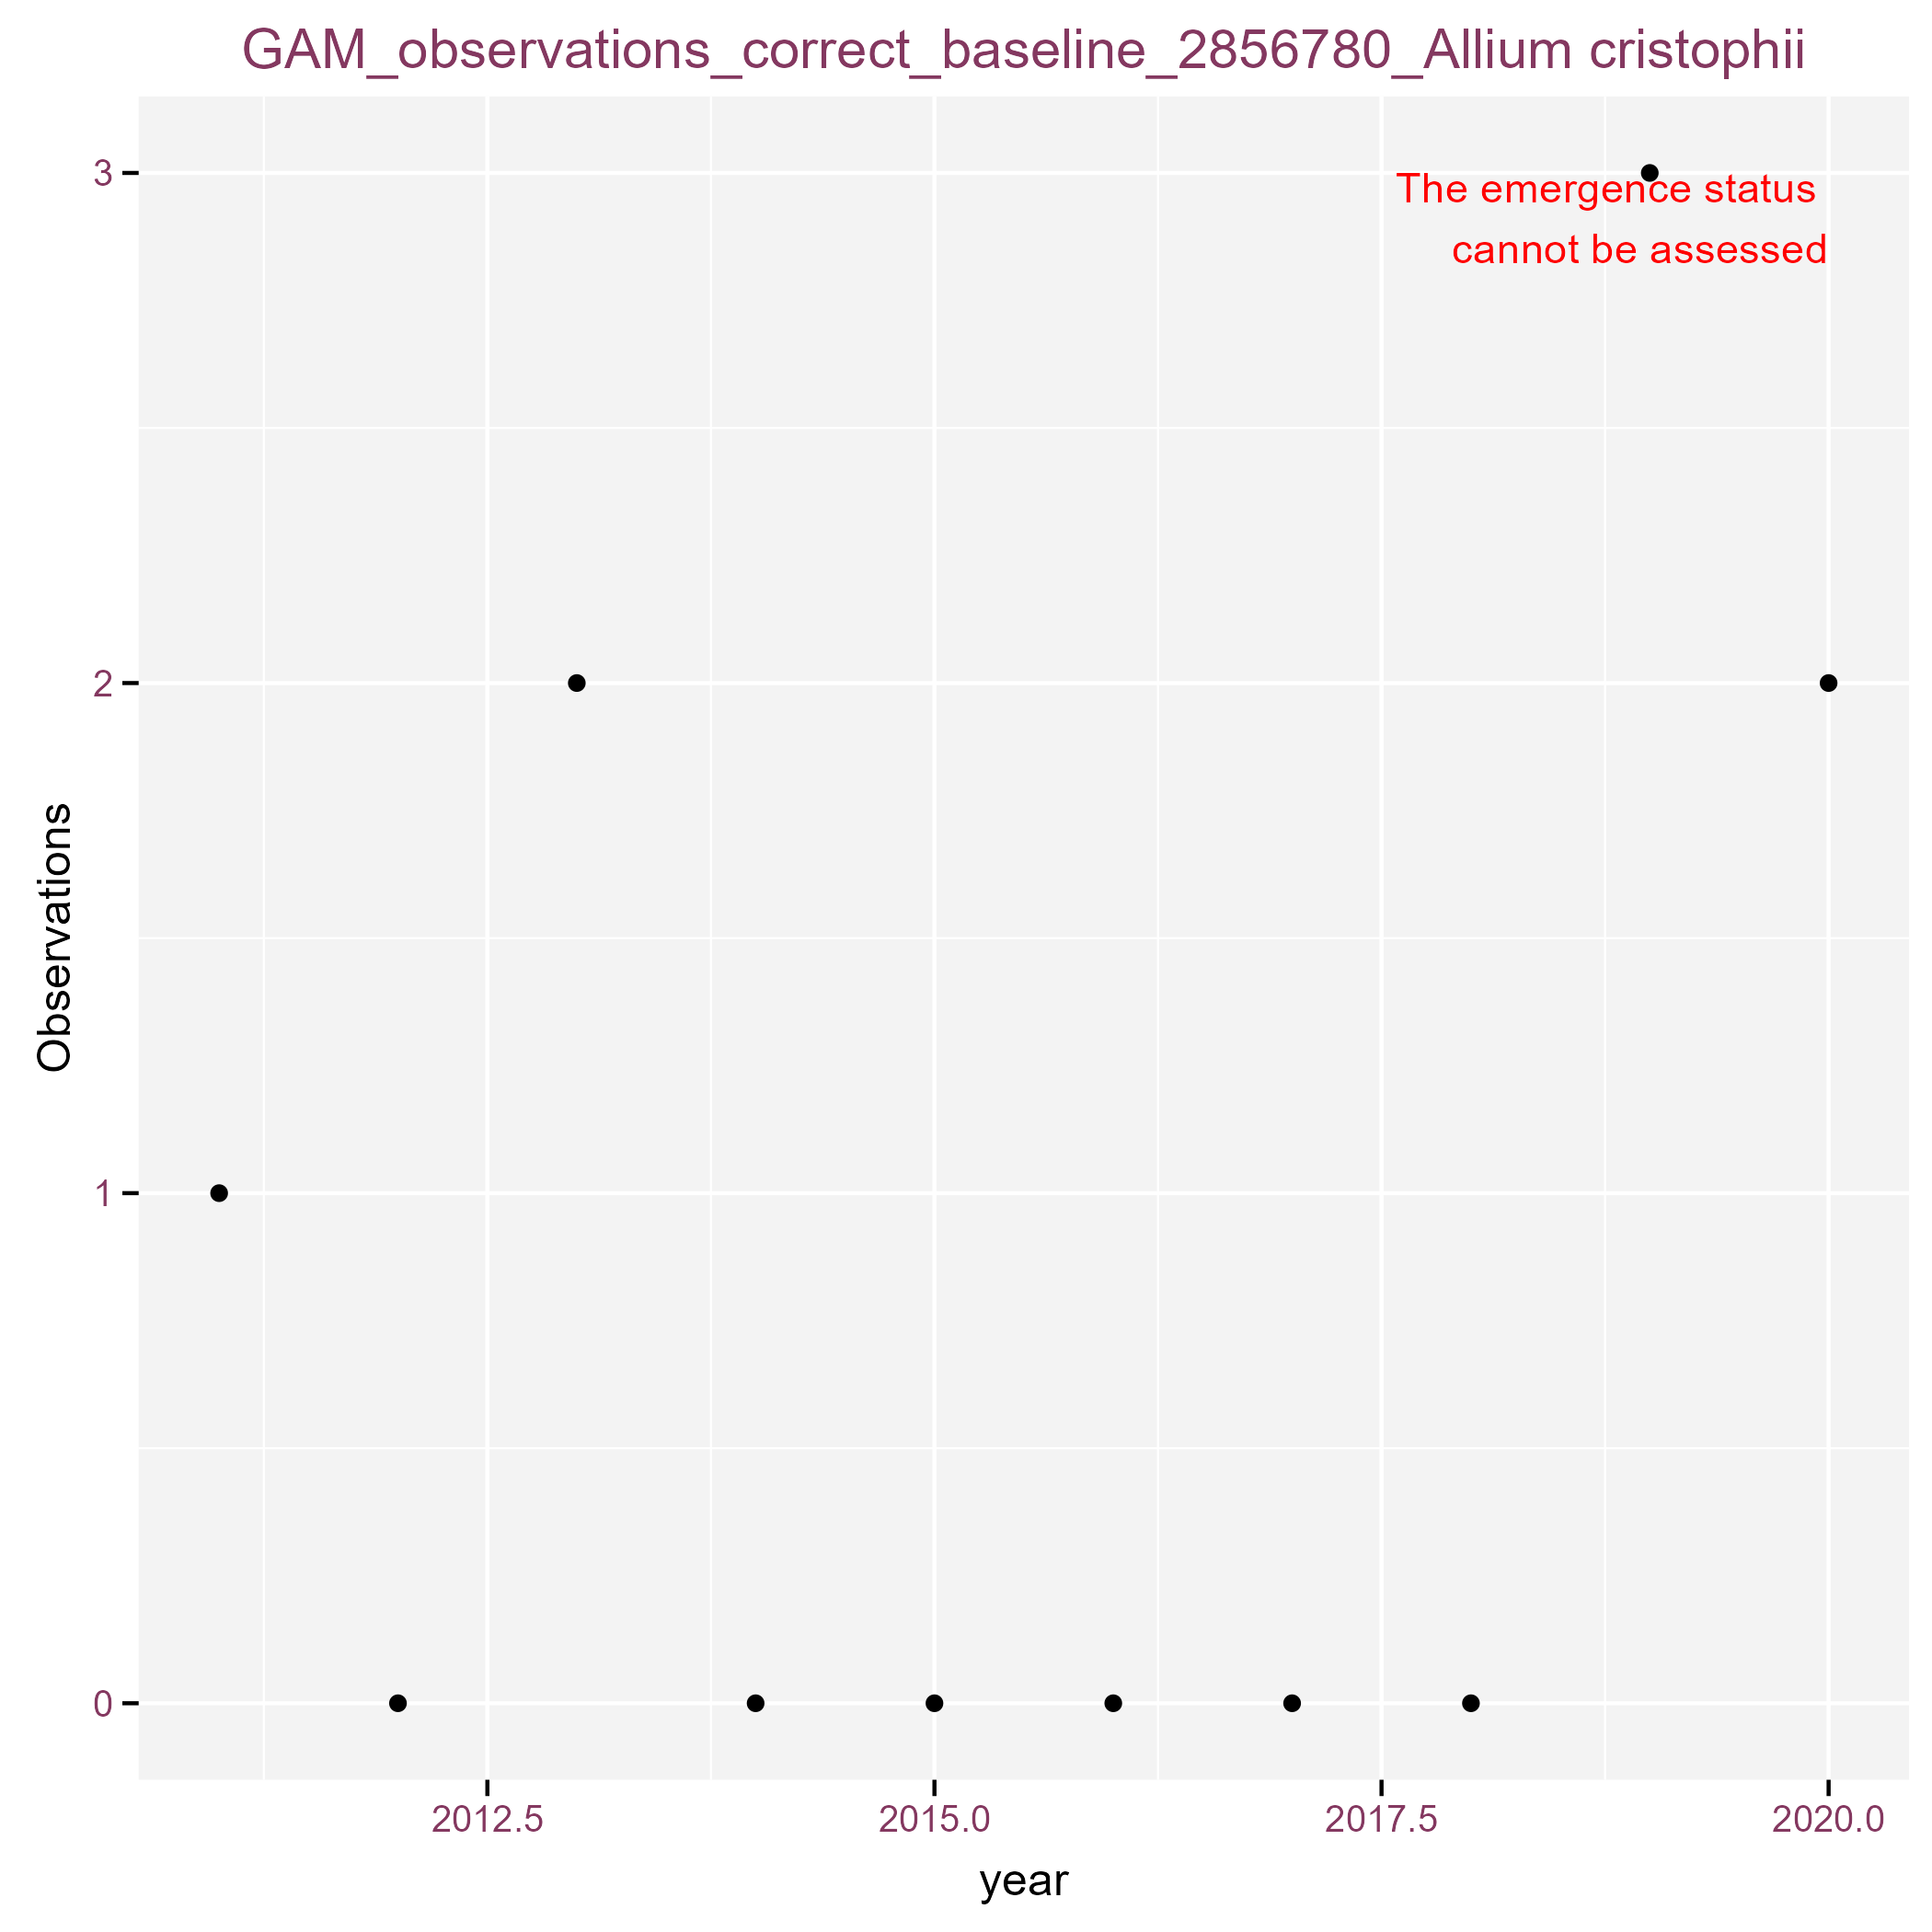 GAM_observations_correct_baseline_2856780_Allium cristophii
3
The emergence status
cannot be assessed
2
1
0
Observations
2012.5
2015.0
2017.5
2020.0
year